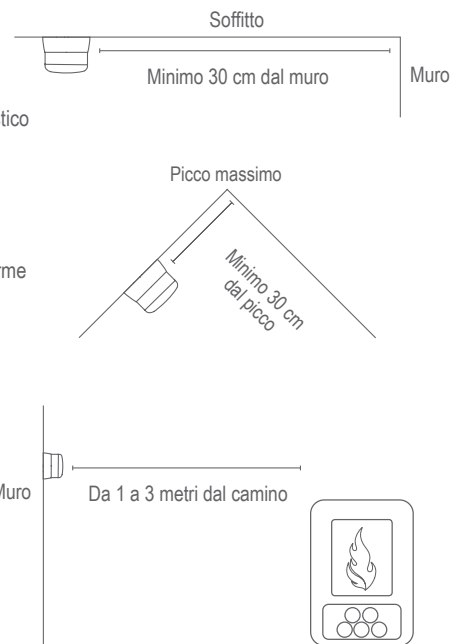 Soffitto
Minimo 30 cm dal muro
Muro
Picco massimo
Minimo 30 cm
dal picco
Muro
Da 1 a 3 metri dal camino